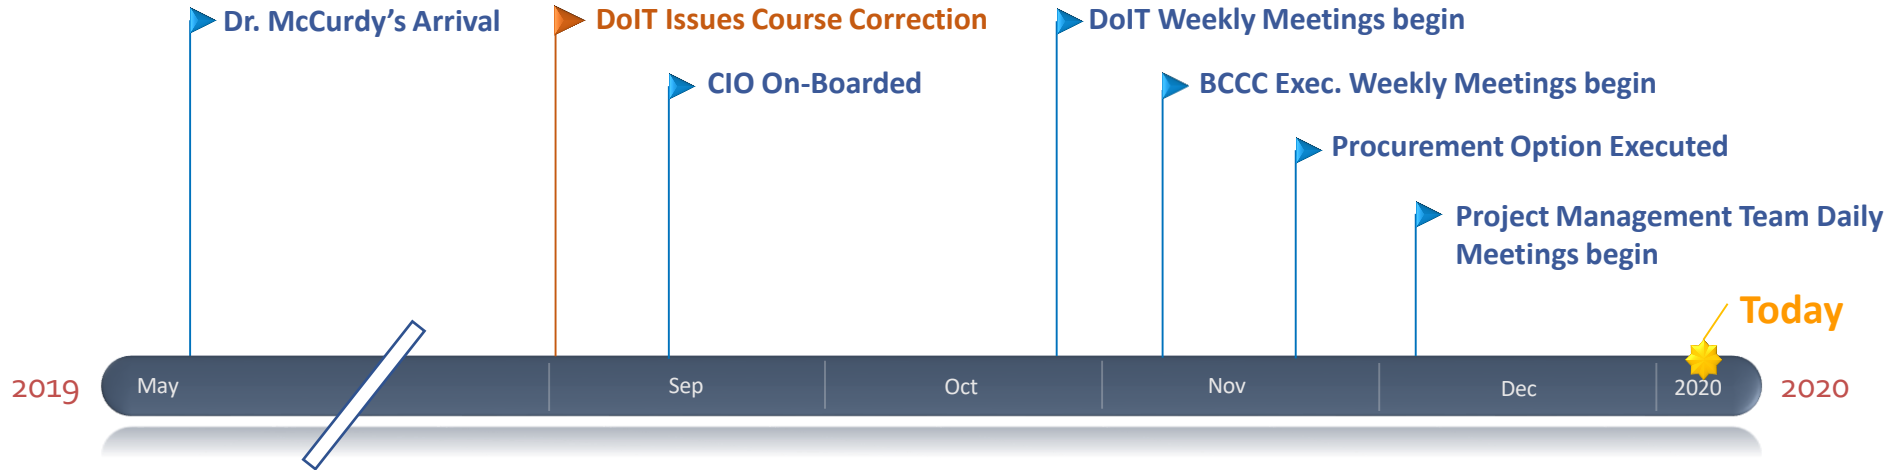 Dr. McCurdy’s Arrival
DoIT Issues Course Correction
DoIT Weekly Meetings begin
CIO On-Boarded
BCCC Exec. Weekly Meetings begin
Procurement Option Executed
Project Management Team Daily
Meetings begin
Today
2019
May
Sep
Oct
Nov
Dec
2020
2020